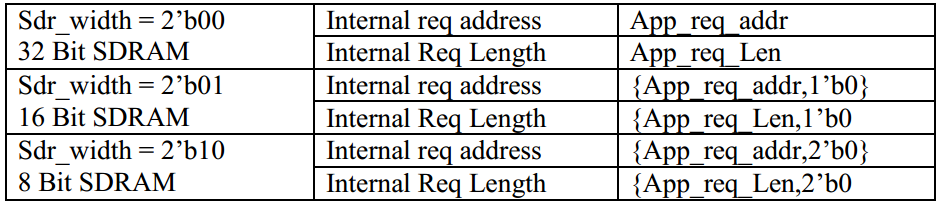 Sdr_width = 2’b00
32 Bit SDRAM
Internal req address
App_req_addr
Internal Req Length
App_req_Len
Sdr_width = 2’b01
16 Bit SDRAM
Internal req address
{App_req_addr,1’b0}
Internal Req Length
{App_req_Len,1’b0
Sdr_width = 2’b10
8 Bit SDRAM
Internal req address
{App_req_addr,2’b0}
Internal Req Length
{App_req_Len,2’b0